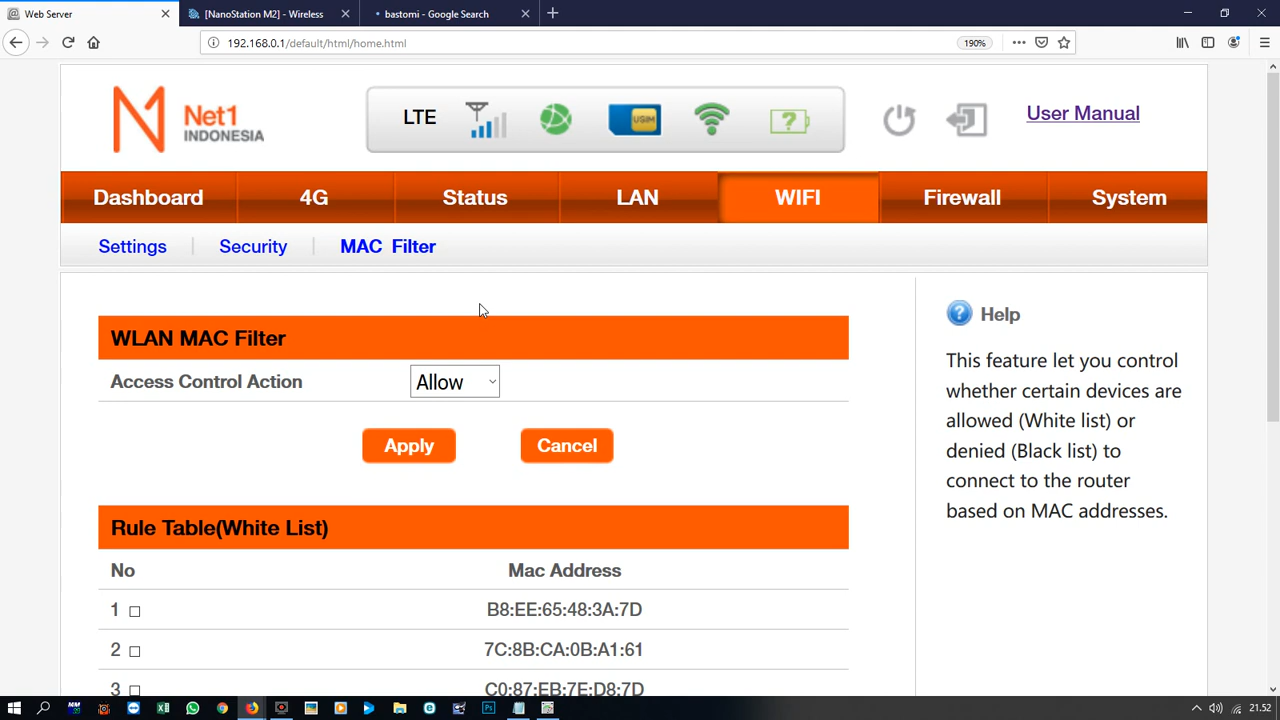 Web Server
[NanoStation M2] - Wireless
bastomi - Google Search
192.168.0.1/default/html/home.html
190%
Net1
INDONESIA
LTE
USIM
?
User Manual
Dashboard
4G
Status
LAN
WIFI
Firewall
System
Settings
Security
MAC Filter
WLAN MAC Filter
Access Control Action
Allow
Apply
Cancel
Rule Table(White List)
No
Mac Address
1
B8:EE:65:48:3A:7D
2
7C:8B:CA:0B:A1:61
3
C0:87:EB:7E:D8:7D
? Help
This feature let you control
whether certain devices are
allowed (White list) or
denied (Black list) to
connect to the router
based on MAC addresses.
21.52